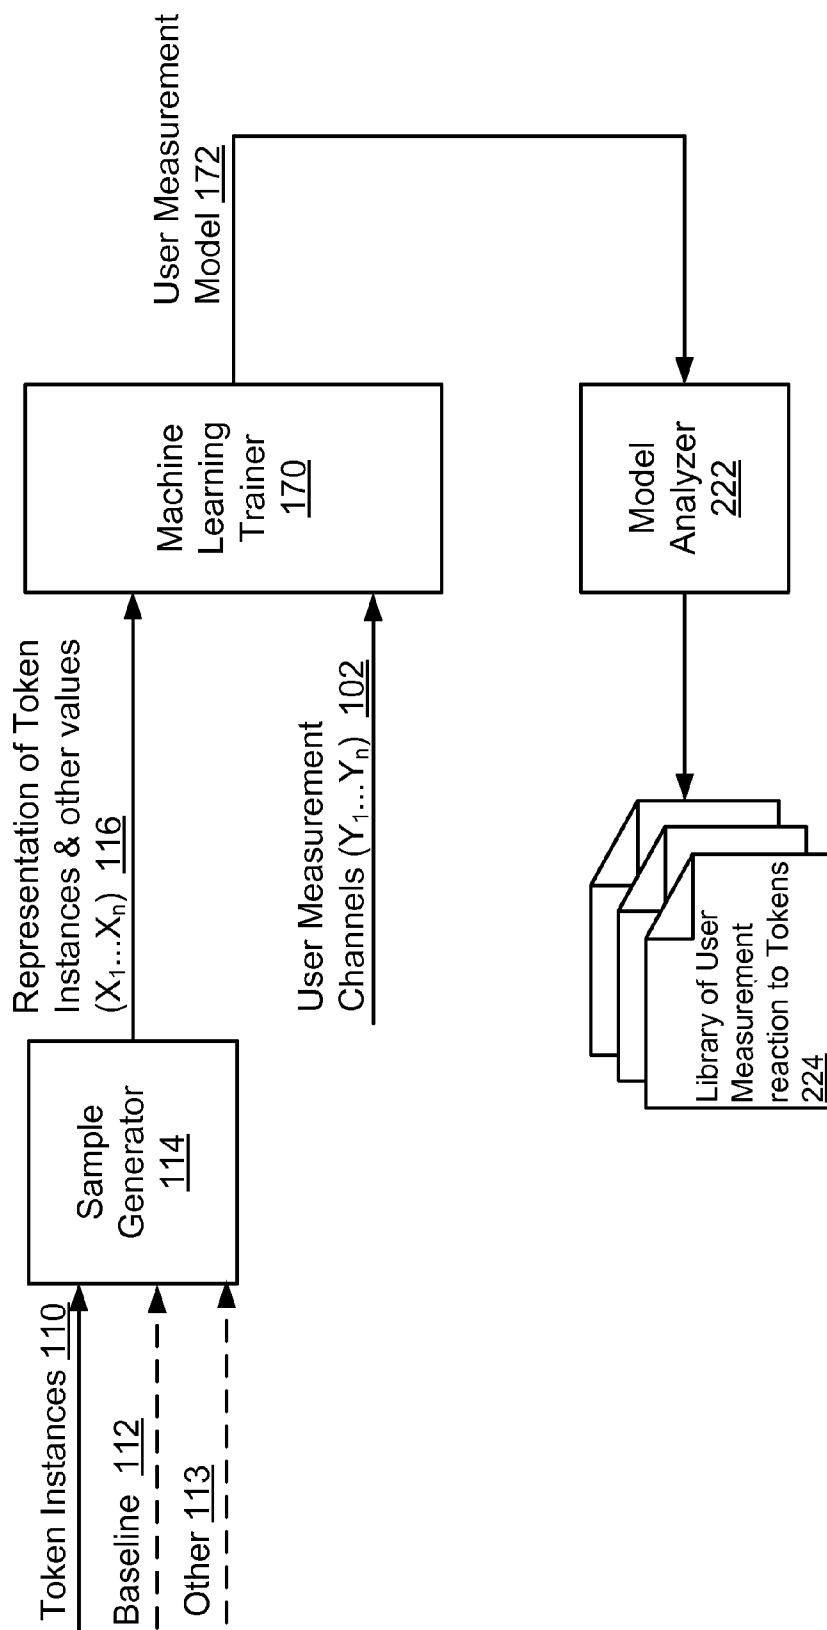 Token Instances 110
Baseline 112
Other 113
Sample
Generator
114
Representation of Token
Instances & other values
(X₁...Xₙ) 116
User Measurement
Channels (Y₁...Yₙ) 102
Machine
Learning
Trainer
170
User Measurement
Model 172
Model
Analyzer
222
Library of User
Measurement
reaction to Tokens
224